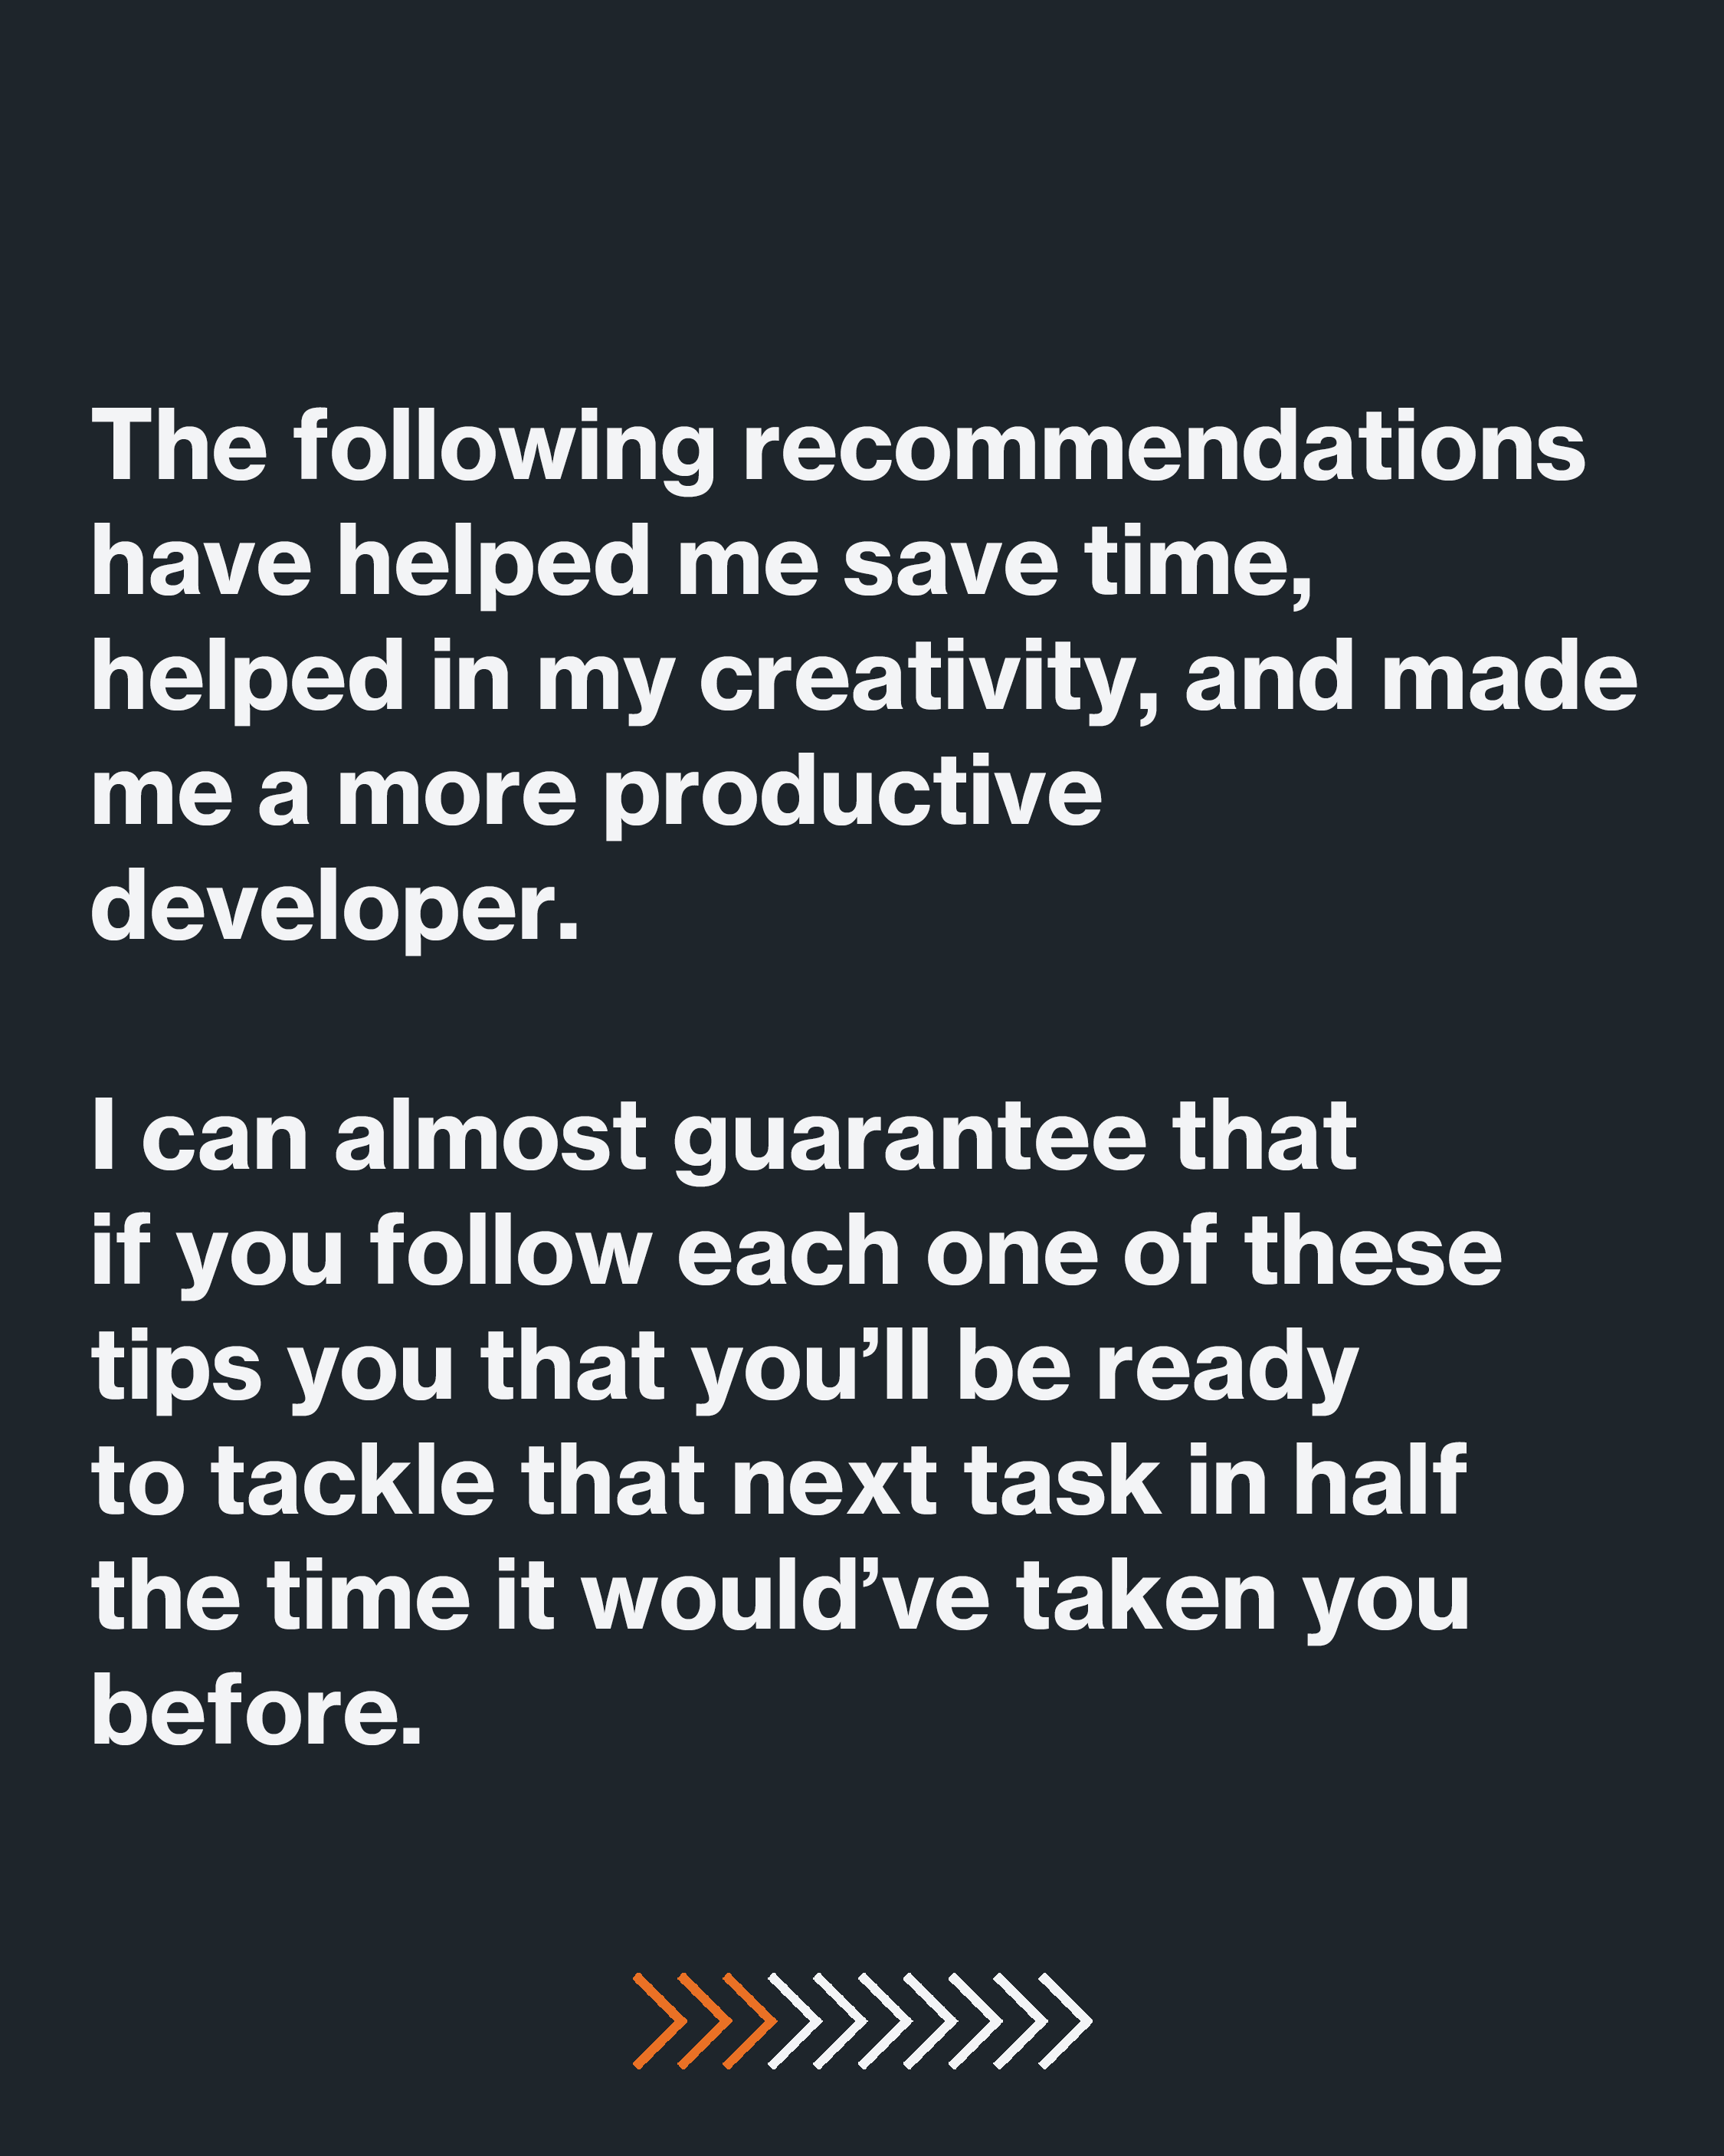 The following recommendations
have helped me save time,
helped in my creativity, and made
me a more productive
developer.
I can almost guarantee that
if you follow each one of these
tips you that you’ll be ready
to tackle that next task in half
the time it would’ve taken you
before.